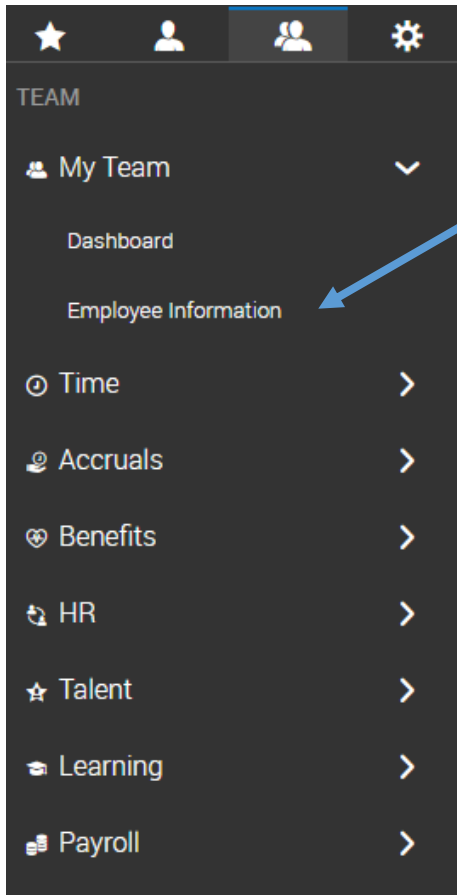 TEAM
My Team
Dashboard
Employee Information
Time
Accruals
Benefits
HR
Talent
Learning
Payroll